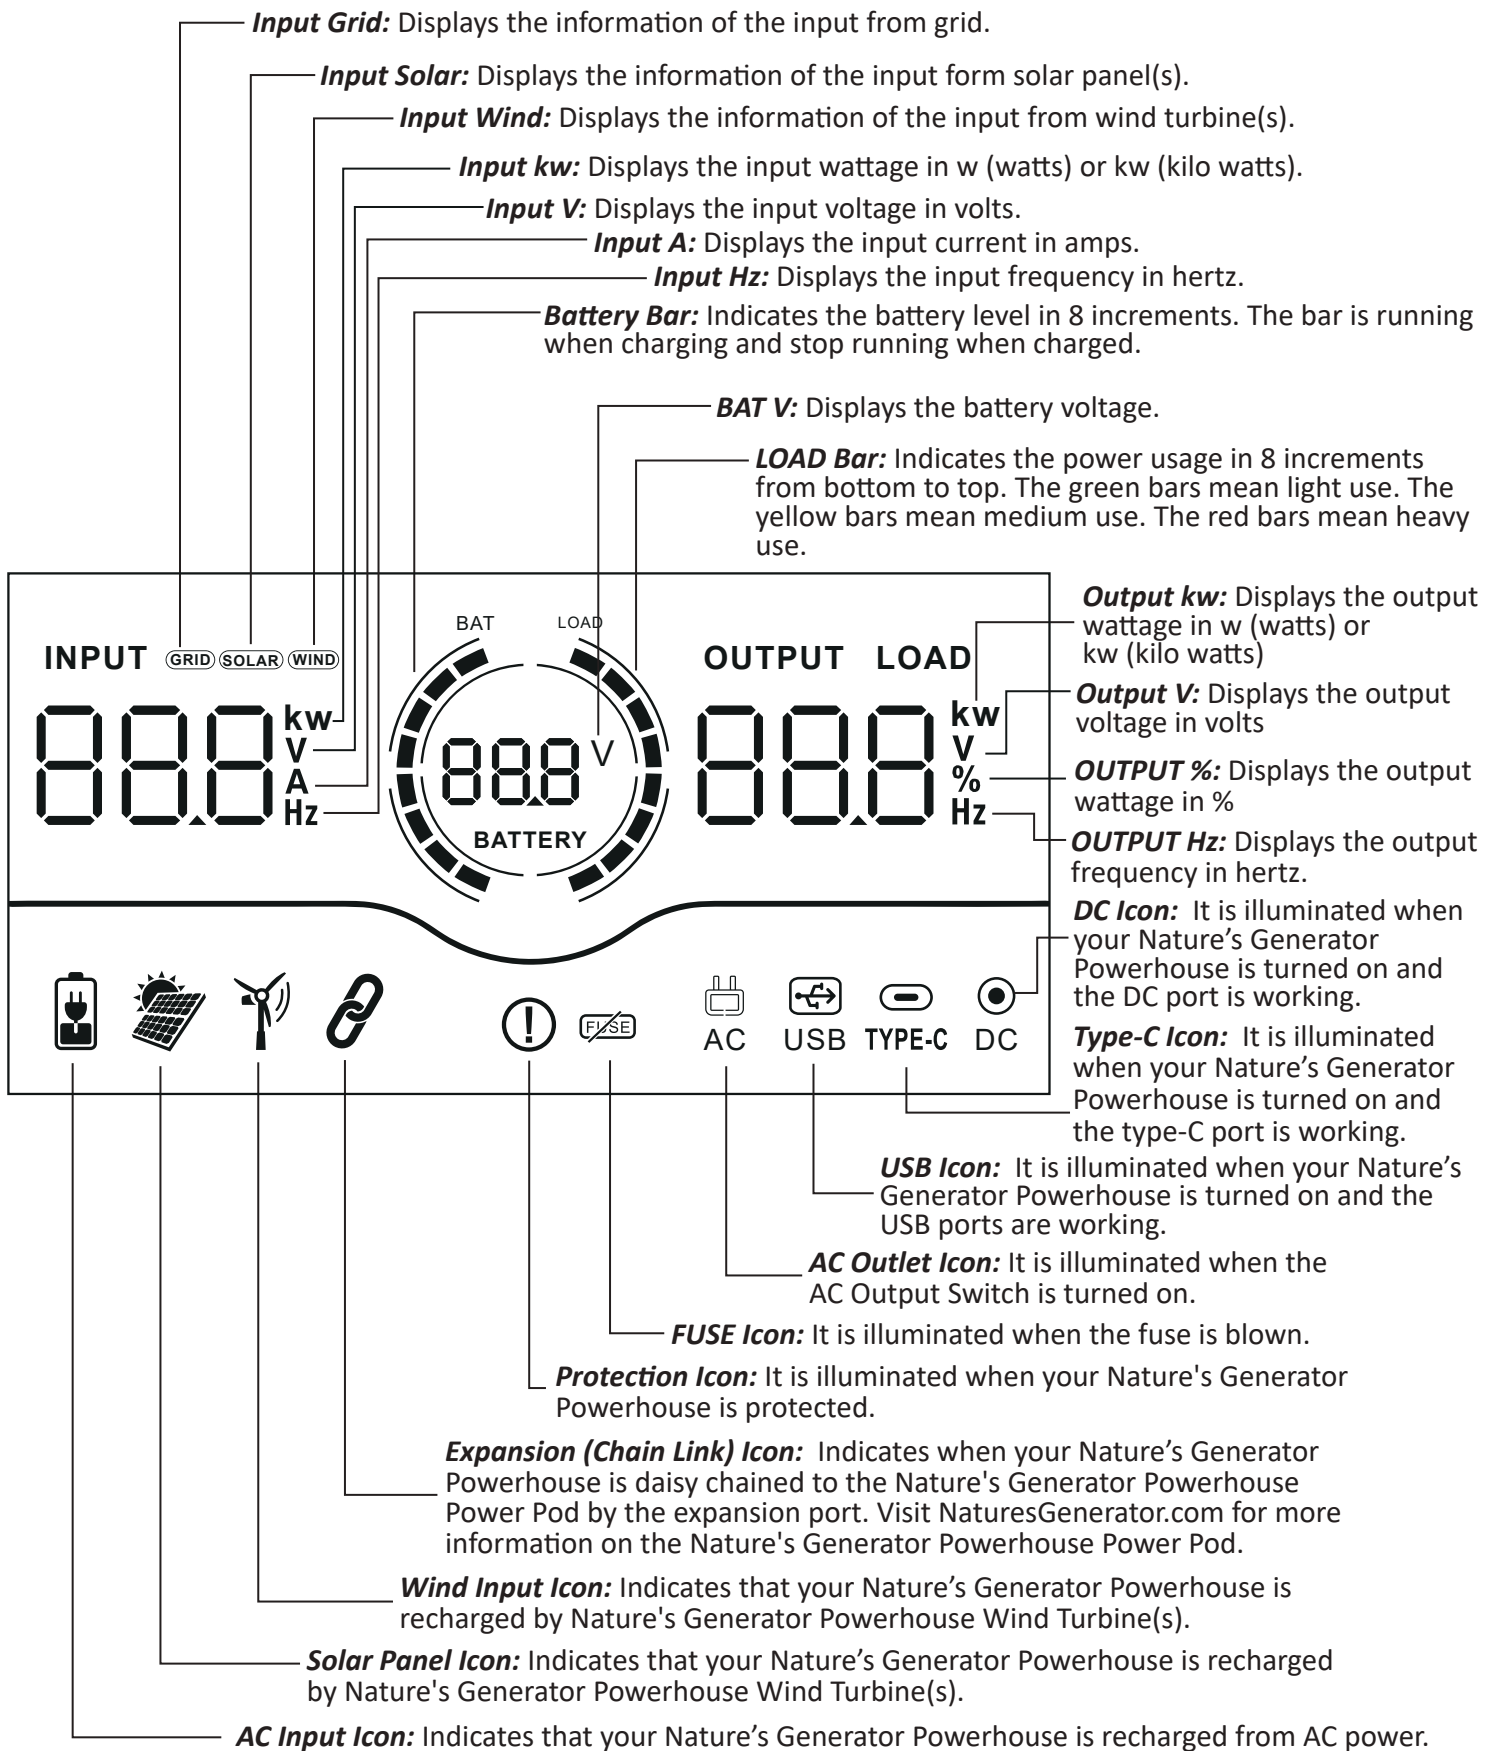 Input Grid: Displays the information of the input from grid.
Input Solar: Displays the information of the input form solar panel(s).
Input Wind: Displays the information of the input from wind turbine(s).
Input kw: Displays the input wattage in w (watts) or kw (kilo watts).
Input V: Displays the input voltage in volts.
Input A: Displays the input current in amps.
Input Hz: Displays the input frequency in hertz.
Battery Bar: Indicates the battery level in 8 increments. The bar is running
when charging and stop running when charged.
BAT V: Displays the battery voltage.
LOAD Bar: Indicates the power usage in 8 increments
from bottom to top. The green bars mean light use. The
yellow bars mean medium use. The red bars mean heavy
use.
INPUT GRID SOLAR WIND
88.8 kw
V
A
Hz
BAT LOAD
88.8 V
BATTERY
OUTPUT LOAD
88.8 kw
V
%
Hz
Output kw: Displays the output
wattage in w (watts) or
kw (kilo watts)
Output V: Displays the output
voltage in volts
OUTPUT %: Displays the output
wattage in %
OUTPUT Hz: Displays the output
frequency in hertz.
DC Icon: It is illuminated when
your Nature’s Generator
Powerhouse is turned on and
the DC port is working.
FUSE
AC USB TYPE-C DC
Type-C Icon: It is illuminated
when your Nature’s Generator
Powerhouse is turned on and
the type-C port is working.
USB Icon: It is illuminated when your Nature’s
Generator Powerhouse is turned on and the
USB ports are working.
AC Outlet Icon: It is illuminated when the
AC Output Switch is turned on.
FUSE Icon: It is illuminated when the fuse is blown.
Protection Icon: It is illuminated when your Nature's Generator
Powerhouse is protected.
Expansion (Chain Link) Icon: Indicates when your Nature’s Generator
Powerhouse is daisy chained to the Nature's Generator Powerhouse
Power Pod by the expansion port. Visit NaturesGenerator.com for more
information on the Nature's Generator Powerhouse Power Pod.
Wind Input Icon: Indicates that your Nature’s Generator Powerhouse is
recharged by Nature's Generator Powerhouse Wind Turbine(s).
Solar Panel Icon: Indicates that your Nature’s Generator Powerhouse is recharged
by Nature's Generator Powerhouse Wind Turbine(s).
AC Input Icon: Indicates that your Nature’s Generator Powerhouse is recharged from AC power.